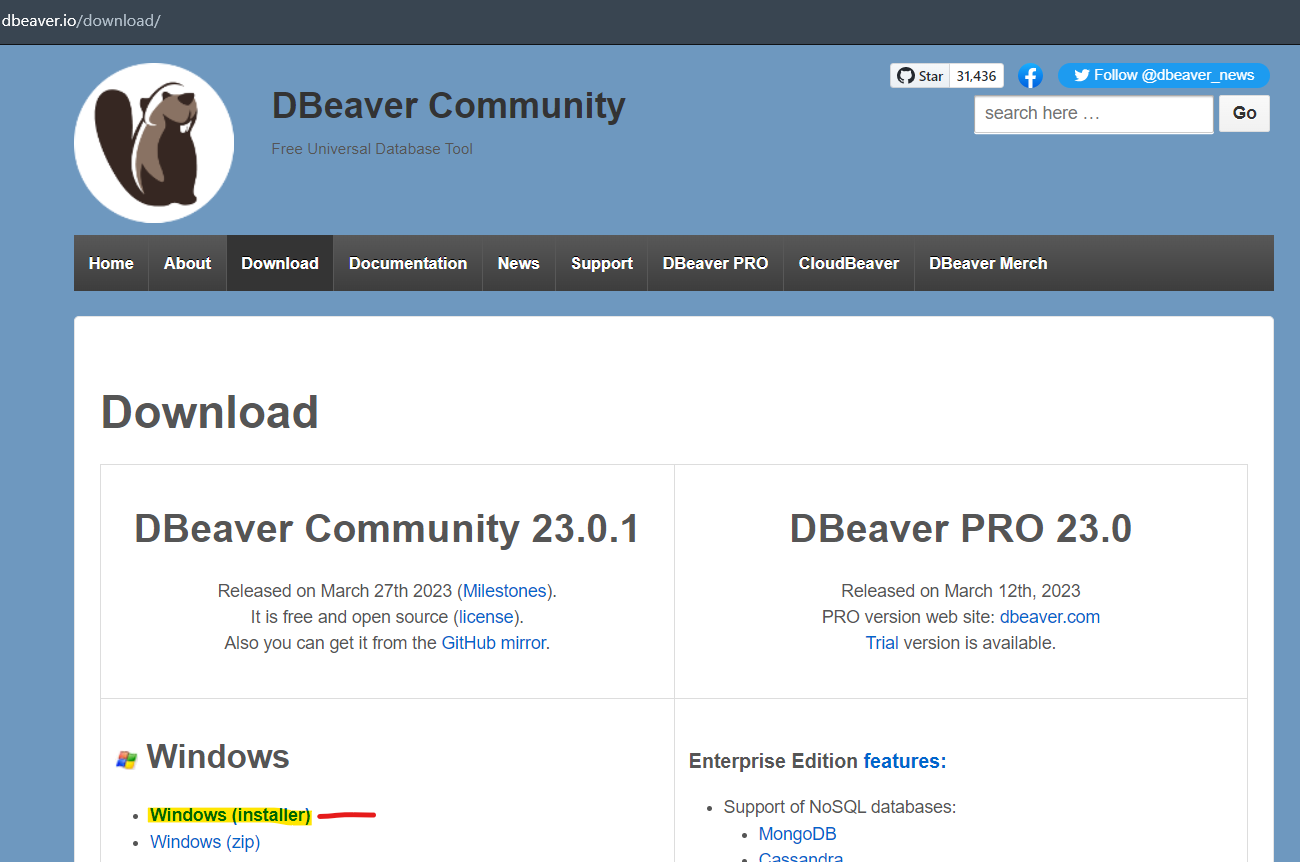 dbeaver.io/download/
Star 31,436
Follow @dbeaver_news
DBeaver Community
search here …
Go
Free Universal Database Tool
Home About Download Documentation News Support DBeaver PRO CloudBeaver DBeaver Merch
Download
DBeaver Community 23.0.1
Released on March 27th 2023 (Milestones).
It is free and open source (license).
Also you can get it from the GitHub mirror.
DBeaver PRO 23.0
Released on March 12th, 2023
PRO version web site: dbeaver.com
Trial version is available.
Windows
Windows (installer)
Windows (zip)
Enterprise Edition features:
Support of NoSQL databases:
MongoDB
Cassandra